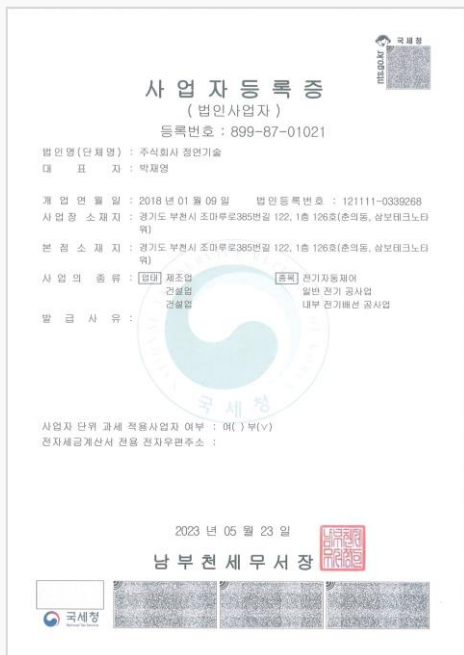 국세청
nts.go.kr
사업자등록증
( 법인사업자 )
등록번호 : 899-87-01021
법인명(단체명) : 주식회사 정연기술
대 표 자 : 박재영
개 업 연 월 일 : 2018 년 01 월 09 일 법인등록번호 : 121111-0339268
사업장 소재지 : 경기도 부천시 조마루로385번길 122, 1층 126호(춘의동, 삼보테크노타
워)
본 점 소 재 지 : 경기도 부천시 조마루로385번길 122, 1층 126호(춘의동, 삼보테크노타
워)
사 업 의 종 류 : 업태 제조업 종목 전기자동제어
건설업 일반 전기 공사업
건설업 내부 전기배선 공사업
발 급 사 유 :
국세청
사업자 단위 과세 적용사업자 여부 : 여( ) 부(∨)
전자세금계산서 전용 전자우편주소 :
2023 년 05 월 23 일
남부천세무서장
국세청
National Tax Service